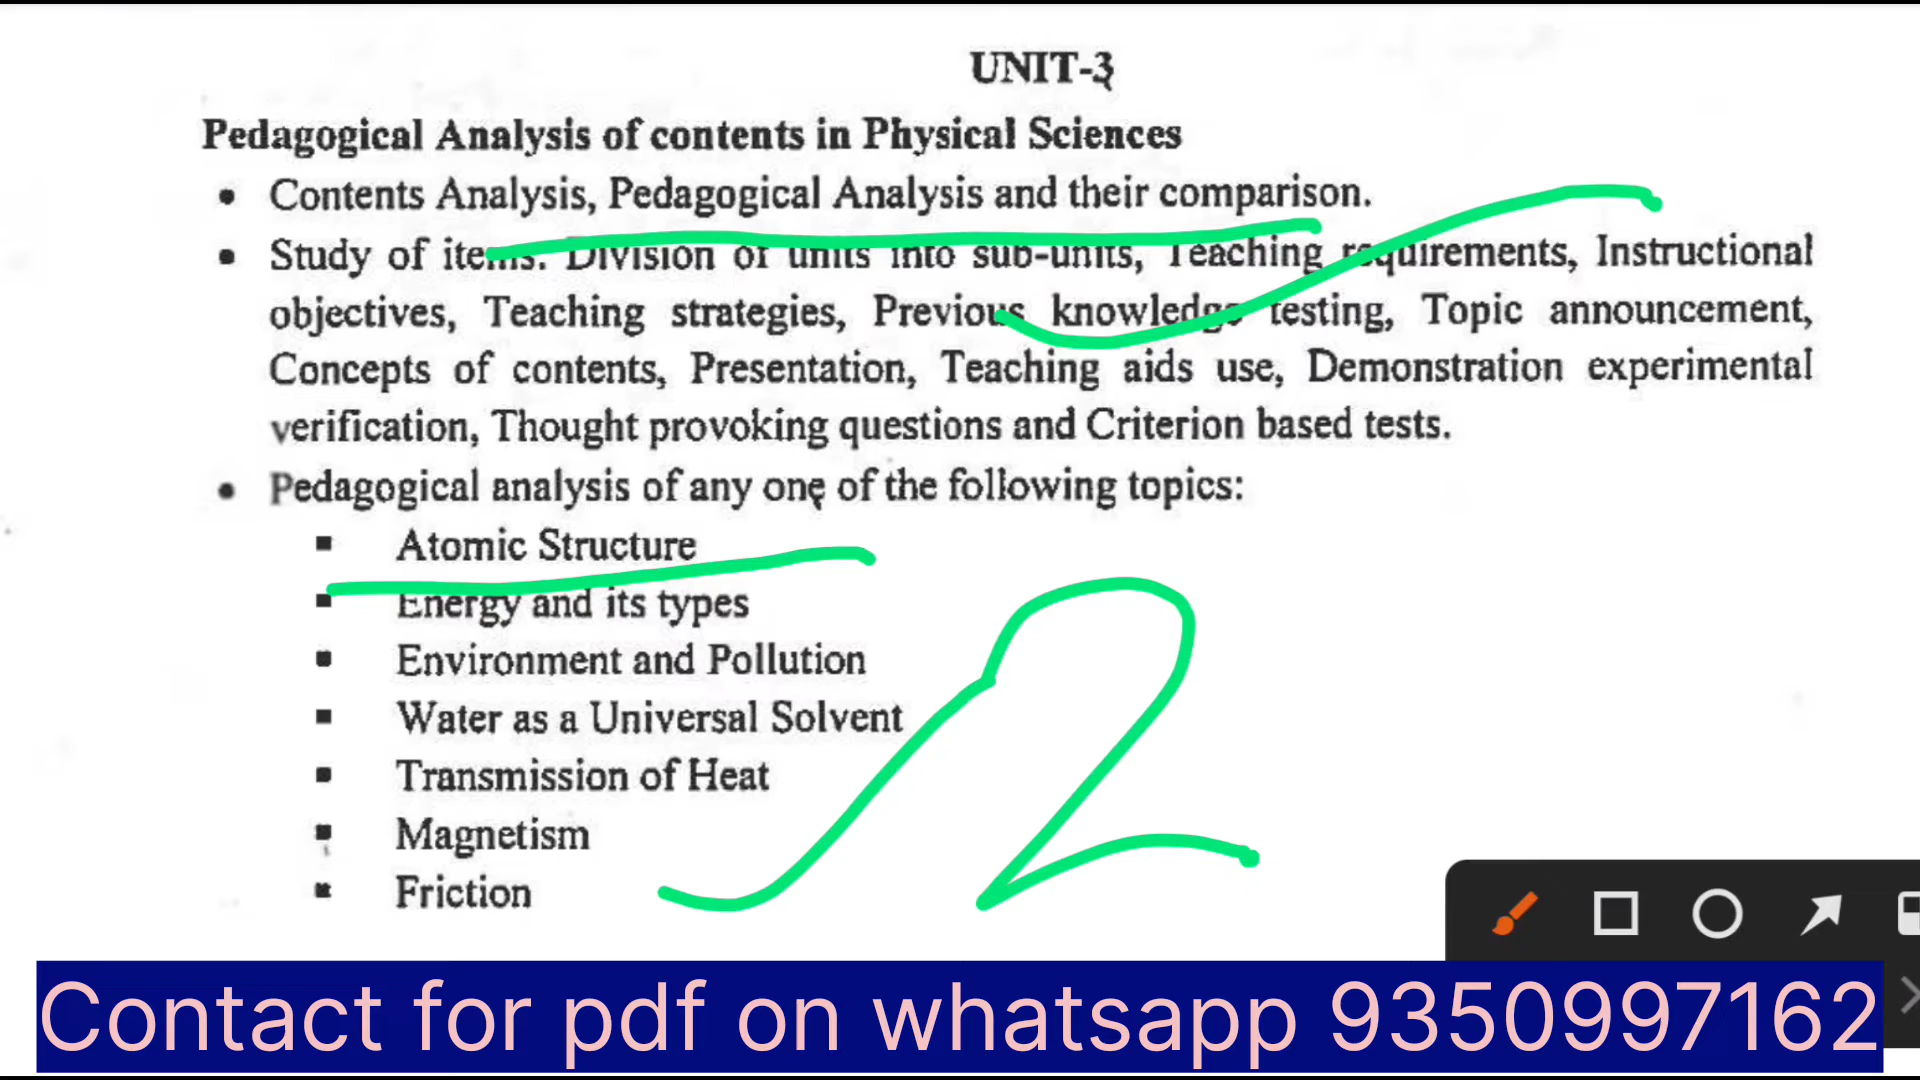 UNIT-3
Pedagogical Analysis of contents in Physical Sciences
• Contents Analysis, Pedagogical Analysis and their comparison.
• Study of items: Division of units into sub-units, Teaching requirements, Instructional
objectives, Teaching strategies, Previous knowledge testing, Topic announcement,
Concepts of contents, Presentation, Teaching aids use, Demonstration experimental
verification, Thought provoking questions and Criterion based tests.
• Pedagogical analysis of any one of the following topics:
▪ Atomic Structure
▪ Energy and its types
▪ Environment and Pollution
▪ Water as a Universal Solvent
▪ Transmission of Heat
▪ Magnetism
▪ Friction
Contact for pdf on whatsapp 9350997162